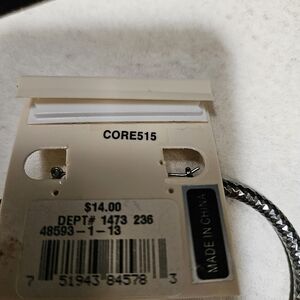 CORE515
$14.00
DEPT# 1473 236
48593-1-13
7 51943 84578 3
MADE IN CHINA